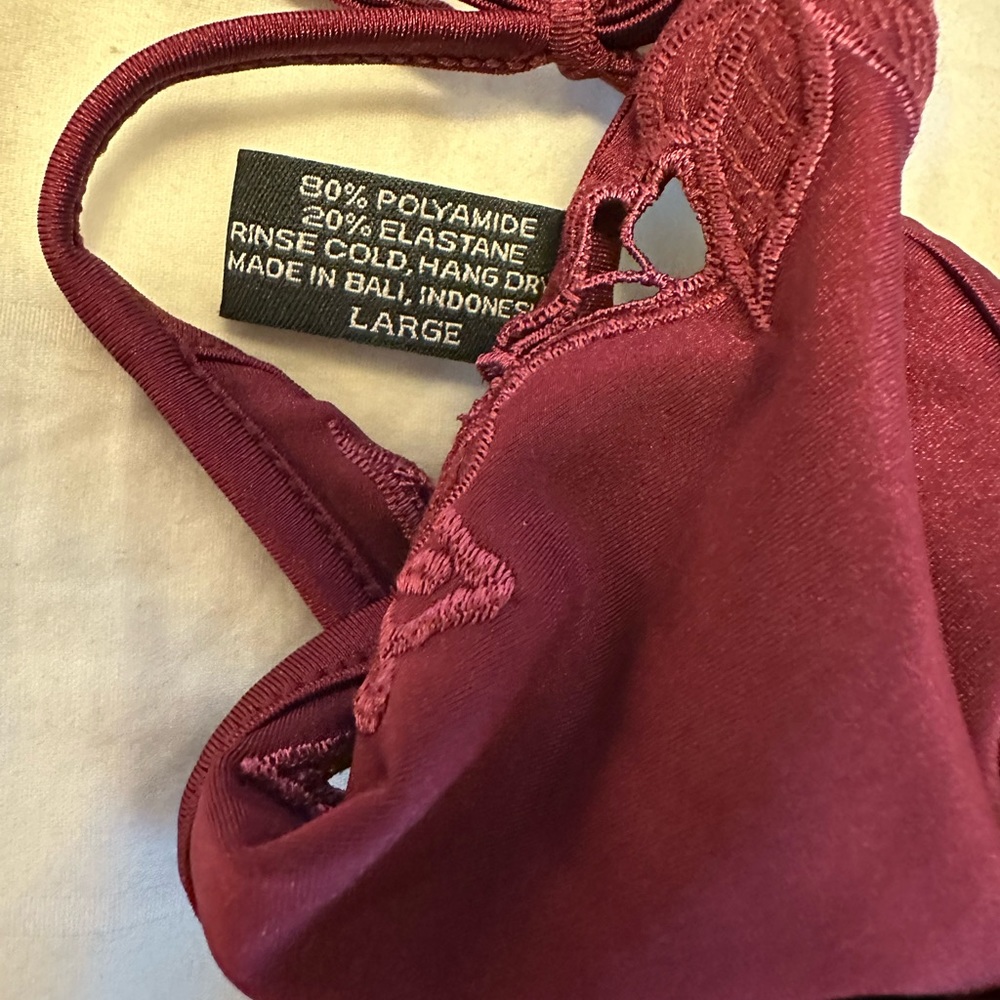 80% POLYAMIDE
20% ELASTANE
RINSE COLD, HANG DRY
MADE IN BALI, INDONESI
LARGE